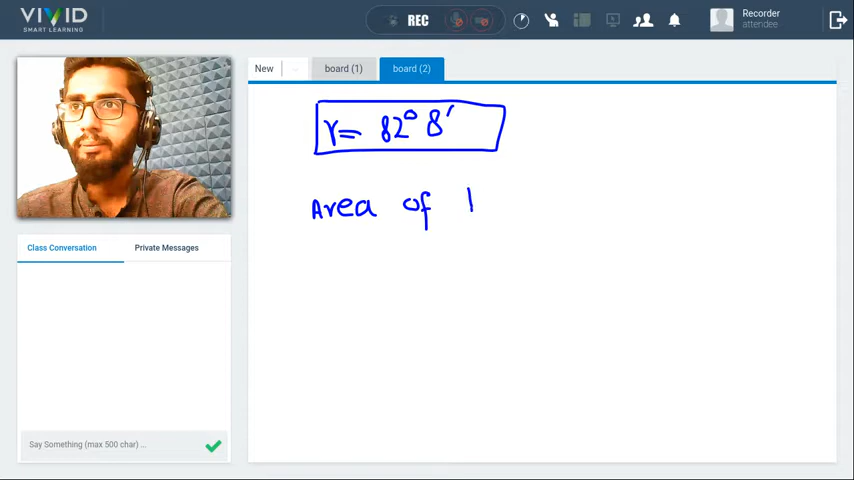 VIVID
SMART LEARNING
REC
Recorder
attendee
New
board (1)
board (2)
γ= 82° 8′
Area of
Class Conversation
Private Messages
Say Something (max 500 char) ...